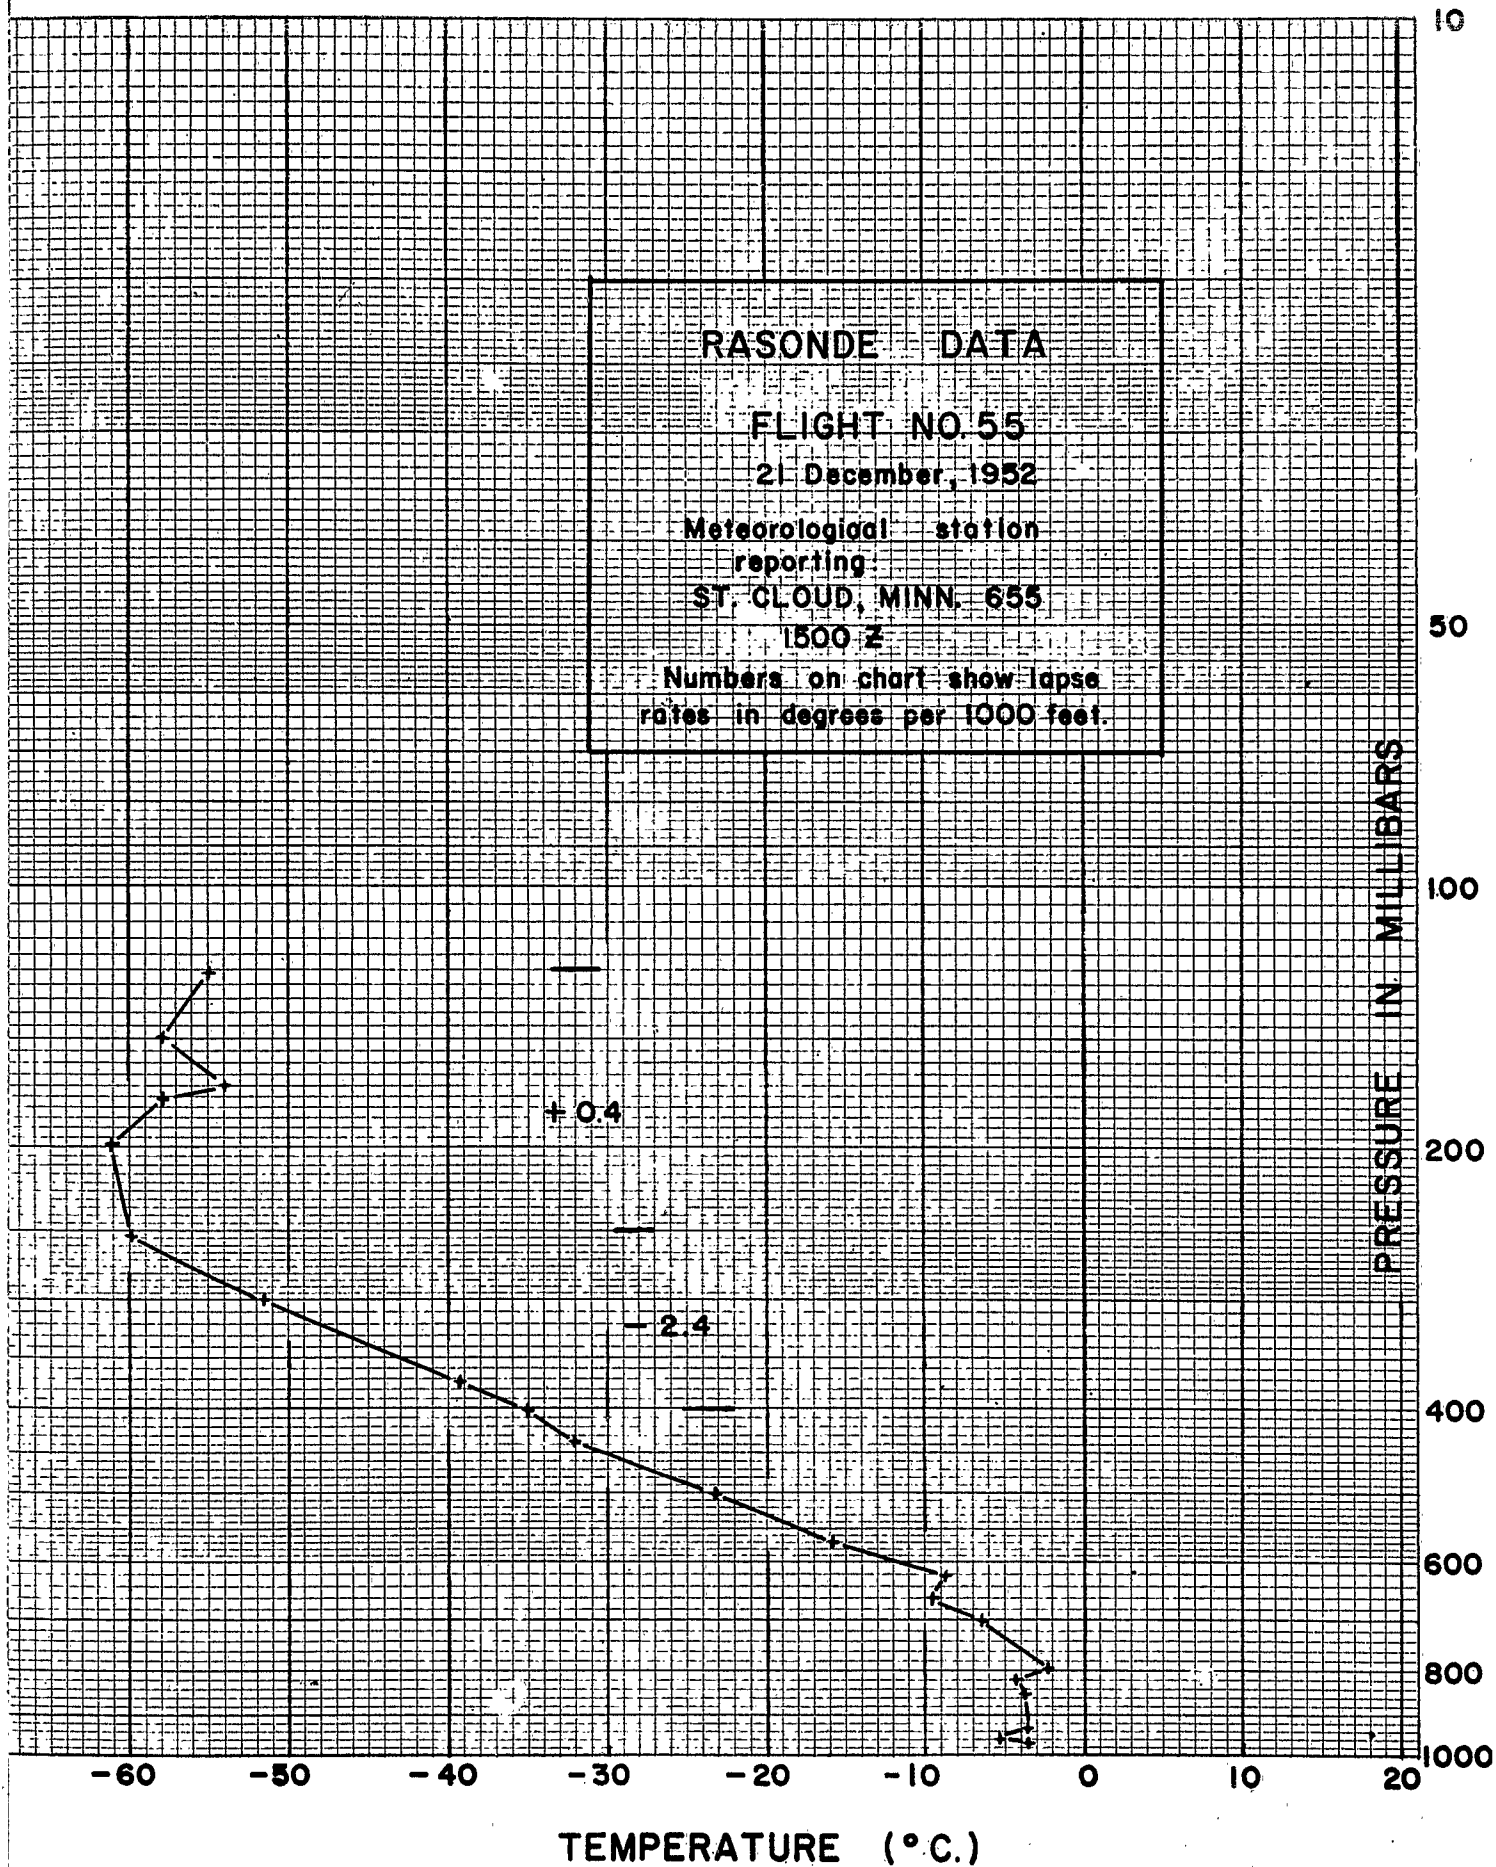 10
RASONDE DATA
FLIGHT NO. 55
21 December, 1952
Meteorological station
reporting:
ST. CLOUD, MINN. 655
1500 Z
Numbers on chart show lapse
rates in degrees per 1000 feet.
50
100
200
400
600
800
1000
PRESSURE IN MILLIBARS
+ 0.4
- 2.4
-60 -50 -40 -30 -20 -10 0 10 20
TEMPERATURE (°C.)